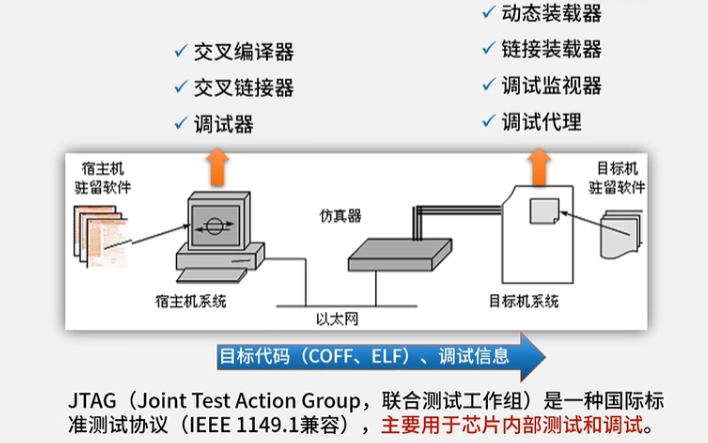 ✓ 交叉编译器
✓ 交叉链接器
✓ 调试器
✓ 动态装载器
✓ 链接装载器
✓ 调试监视器
✓ 调试代理
宿主机
驻留软件
仿真器
目标机
驻留软件
宿主机系统
目标机系统
以太网
目标代码（COFF、ELF）、调试信息
JTAG（Joint Test Action Group，联合测试工作组）是一种国际标
准测试协议（IEEE 1149.1兼容），主要用于芯片内部测试和调试。